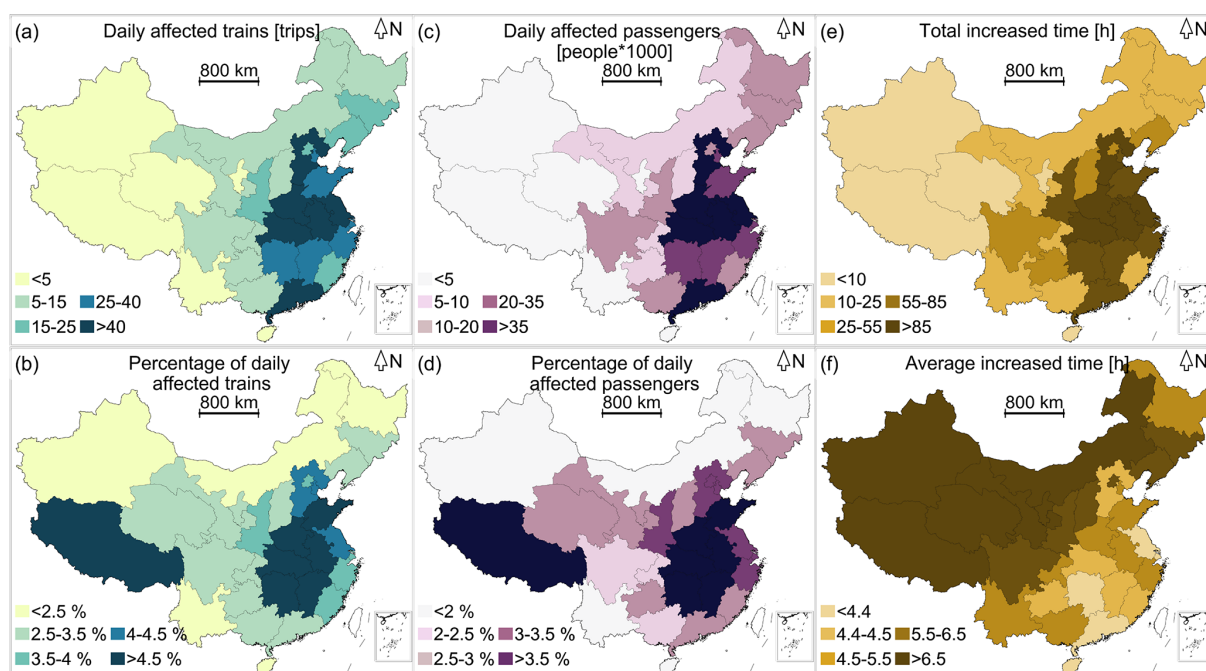 (a) Daily affected trains [trips] N
800 km
<5
5-15 25-40
15-25 >40
(c) Daily affected passengers N
[people*1000]
800 km
<5
5-10 20-35
10-20 >35
(e) Total increased time [h] N
800 km
<10
10-25 55-85
25-55 >85
(b) Percentage of daily N
affected trains
800 km
<2.5 %
2.5-3.5 % 4-4.5 %
3.5-4 % >4.5 %
(d) Percentage of daily N
affected passengers
800 km
<2 %
2-2.5 % 3-3.5 %
2.5-3 % >3.5 %
(f) Average increased time [h] N
800 km
<4.4
4.4-4.5 5.5-6.5
4.5-5.5 >6.5